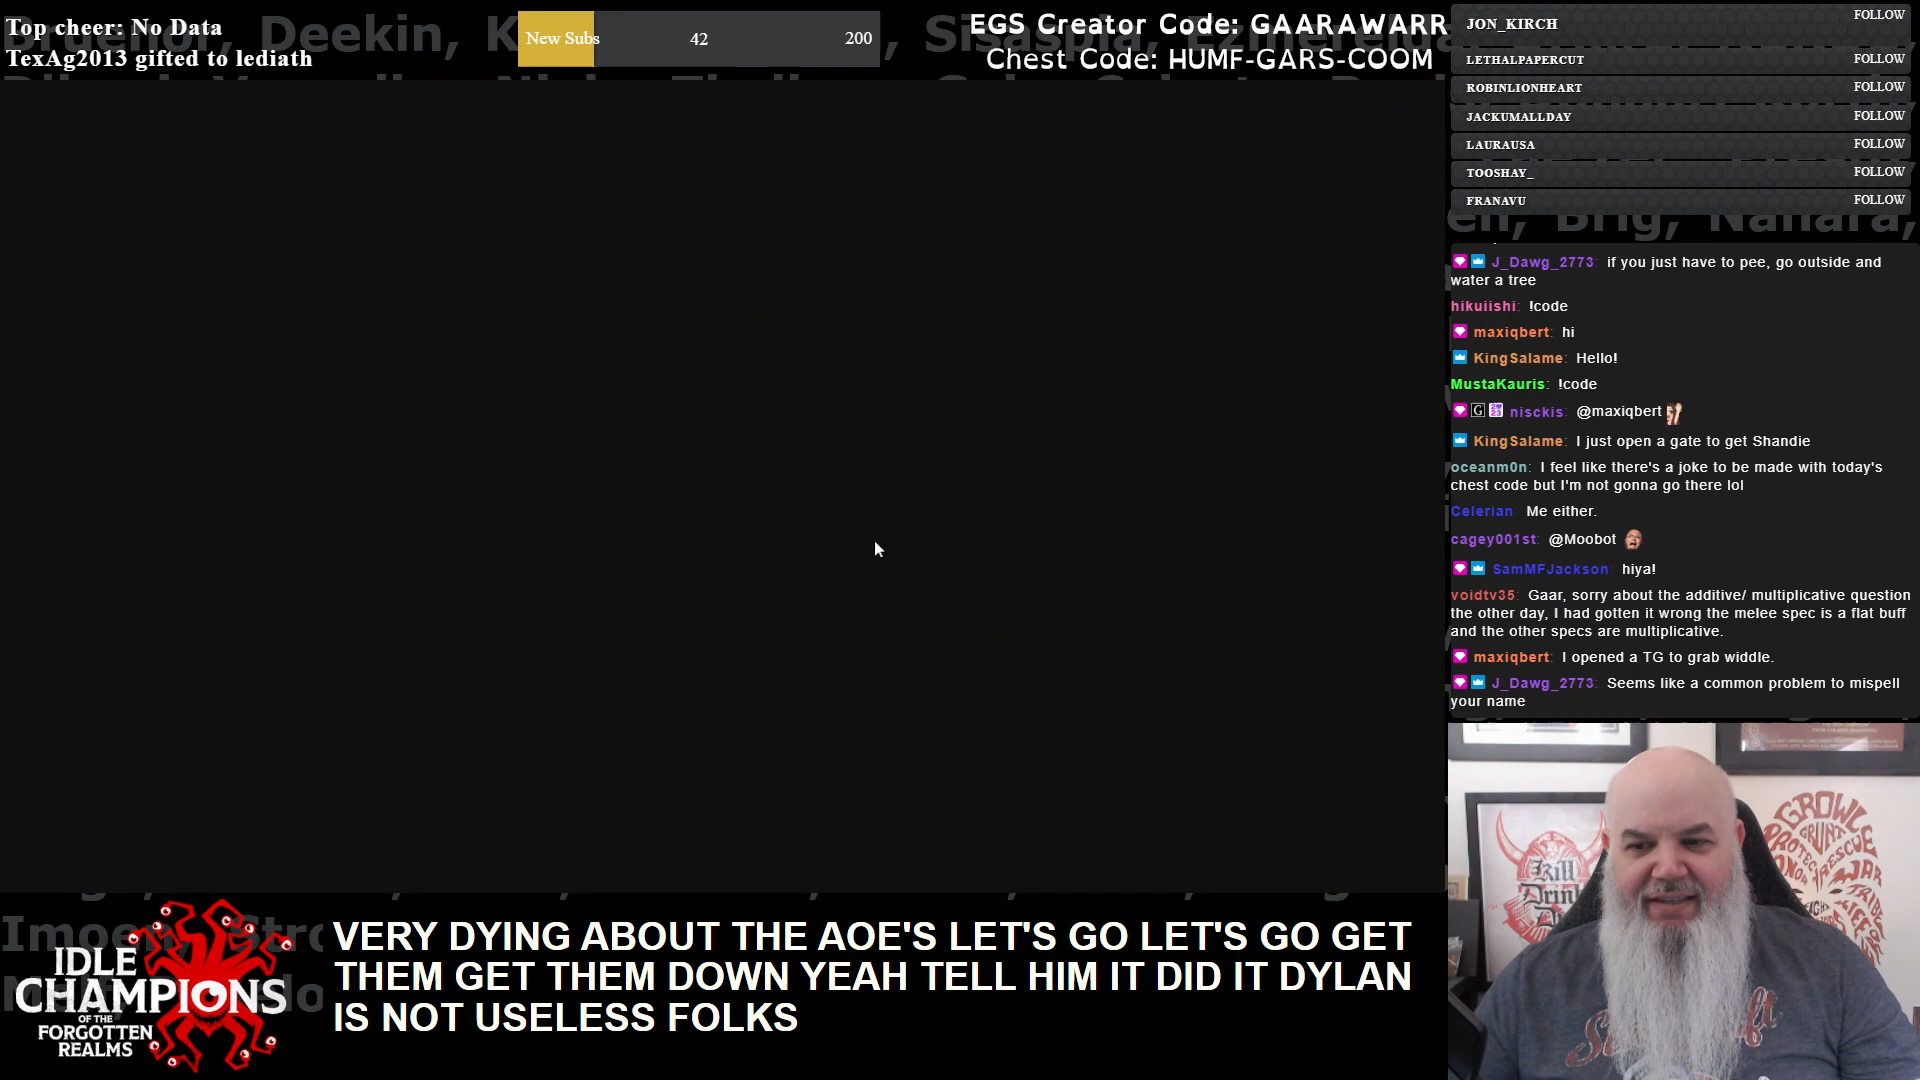 Top cheer: No Data
TexAg2013 gifted to lediath
New Subs 42 200
EGS Creator Code: GAARAWARR
Chest Code: HUMF-GARS-COOM
JON_KIRCH FOLLOW
LETHALPAPERCUT FOLLOW
ROBINLIONHEART FOLLOW
JACKUMALLDAY FOLLOW
LAURAUSA FOLLOW
TOOSHAY_ FOLLOW
FRANAVU FOLLOW
J_Dawg_2773: if you just have to pee, go outside and
water a tree
hikuiishi: !code
maxiqbert: hi
KingSalame: Hello!
MustaKauris: !code
nisckis: @maxiqbert
KingSalame: I just open a gate to get Shandie
oceanm0n: I feel like there's a joke to be made with today's
chest code but I'm not gonna go there lol
Celerian: Me either.
cagey001st: @Moobot
SamMFJackson: hiya!
voidtv35: Gaar, sorry about the additive/ multiplicative question
the other day, I had gotten it wrong the melee spec is a flat buff
and the other specs are multiplicative.
maxiqbert: I opened a TG to grab widdle.
J_Dawg_2773: Seems like a common problem to mispell
your name
IDLE
CHAMPIONS
OF THE
FORGOTTEN
REALMS
VERY DYING ABOUT THE AOE'S LET'S GO LET'S GO GET
THEM GET THEM DOWN YEAH TELL HIM IT DID IT DYLAN
IS NOT USELESS FOLKS